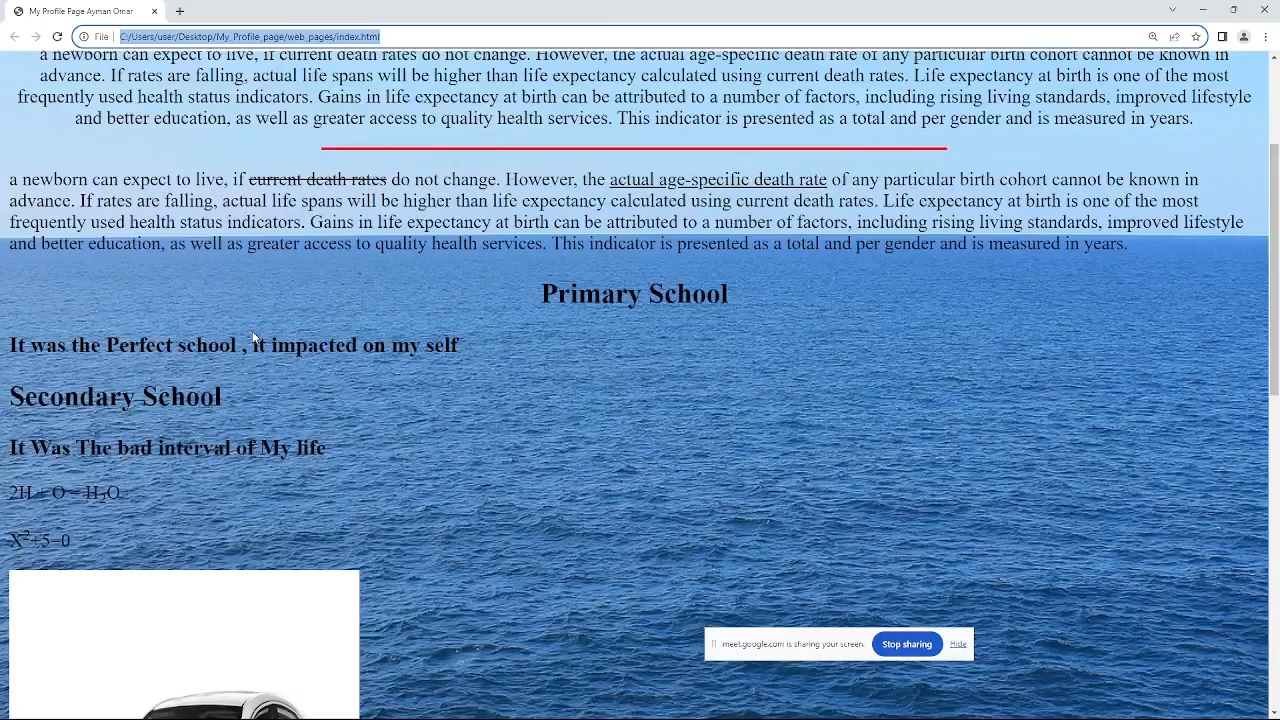 My Profile Page Ayman Omar
File
C:/Users/user/Desktop/My_Profile_page/web_pages/index.html
a newborn can expect to live, if current death rates do not change. However, the actual age-specific death rate of any particular birth cohort cannot be known in
advance. If rates are falling, actual life spans will be higher than life expectancy calculated using current death rates. Life expectancy at birth is one of the most
frequently used health status indicators. Gains in life expectancy at birth can be attributed to a number of factors, including rising living standards, improved lifestyle
and better education, as well as greater access to quality health services. This indicator is presented as a total and per gender and is measured in years.
a newborn can expect to live, if current death rates do not change. However, the actual age-specific death rate of any particular birth cohort cannot be known in
advance. If rates are falling, actual life spans will be higher than life expectancy calculated using current death rates. Life expectancy at birth is one of the most
frequently used health status indicators. Gains in life expectancy at birth can be attributed to a number of factors, including rising living standards, improved lifestyle
and better education, as well as greater access to quality health services. This indicator is presented as a total and per gender and is measured in years.
Primary School
It was the Perfect school , it impacted on my self
Secondary School
It Was The bad interval of My life
2H + O = H₂O
X²+5=0
meet.google.com is sharing your screen.
Stop sharing
Hide